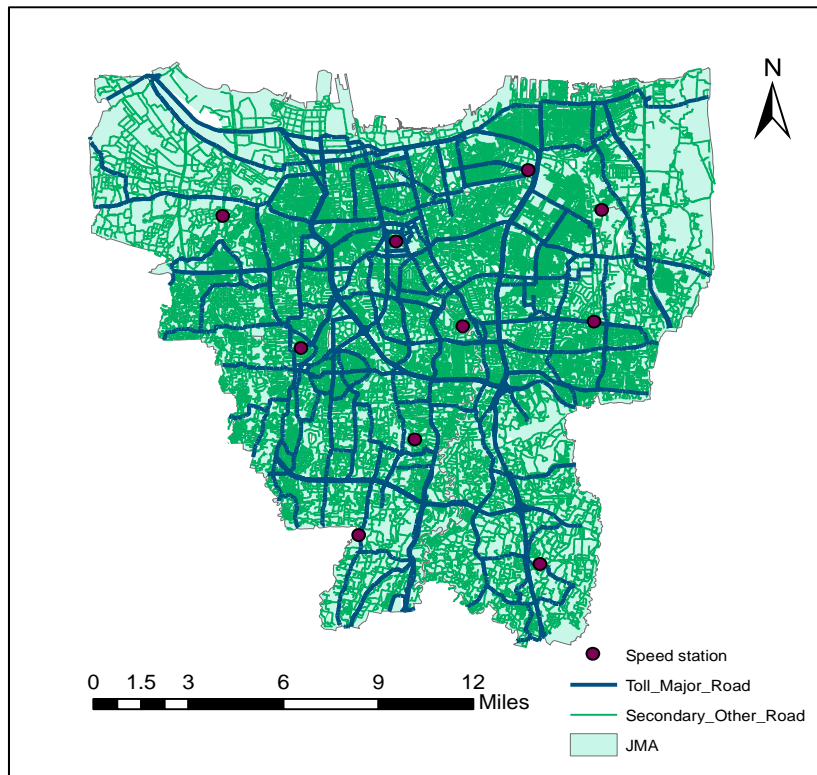 N
Speed station
0 1.5 3 6 9 12
Miles
Toll_Major_Road
Secondary_Other_Road
JMA